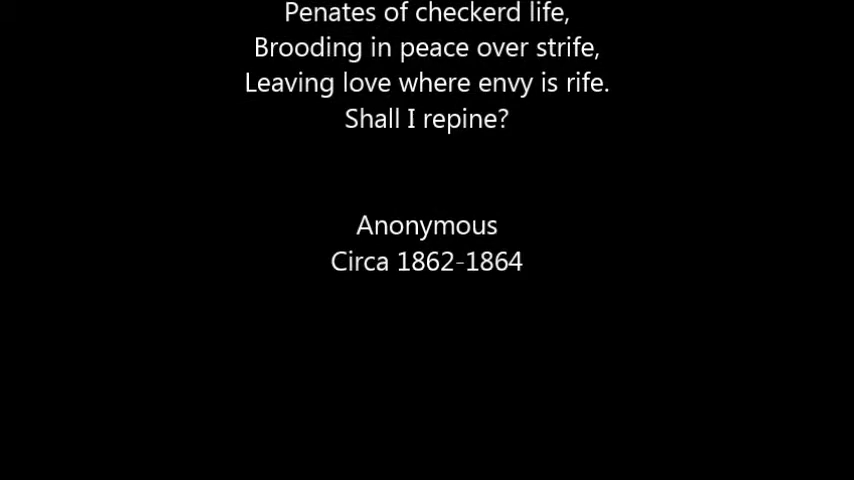 Penates of checkerd life,
Brooding in peace over strife,
Leaving love where envy is rife.
Shall I repine?
Anonymous
Circa 1862-1864